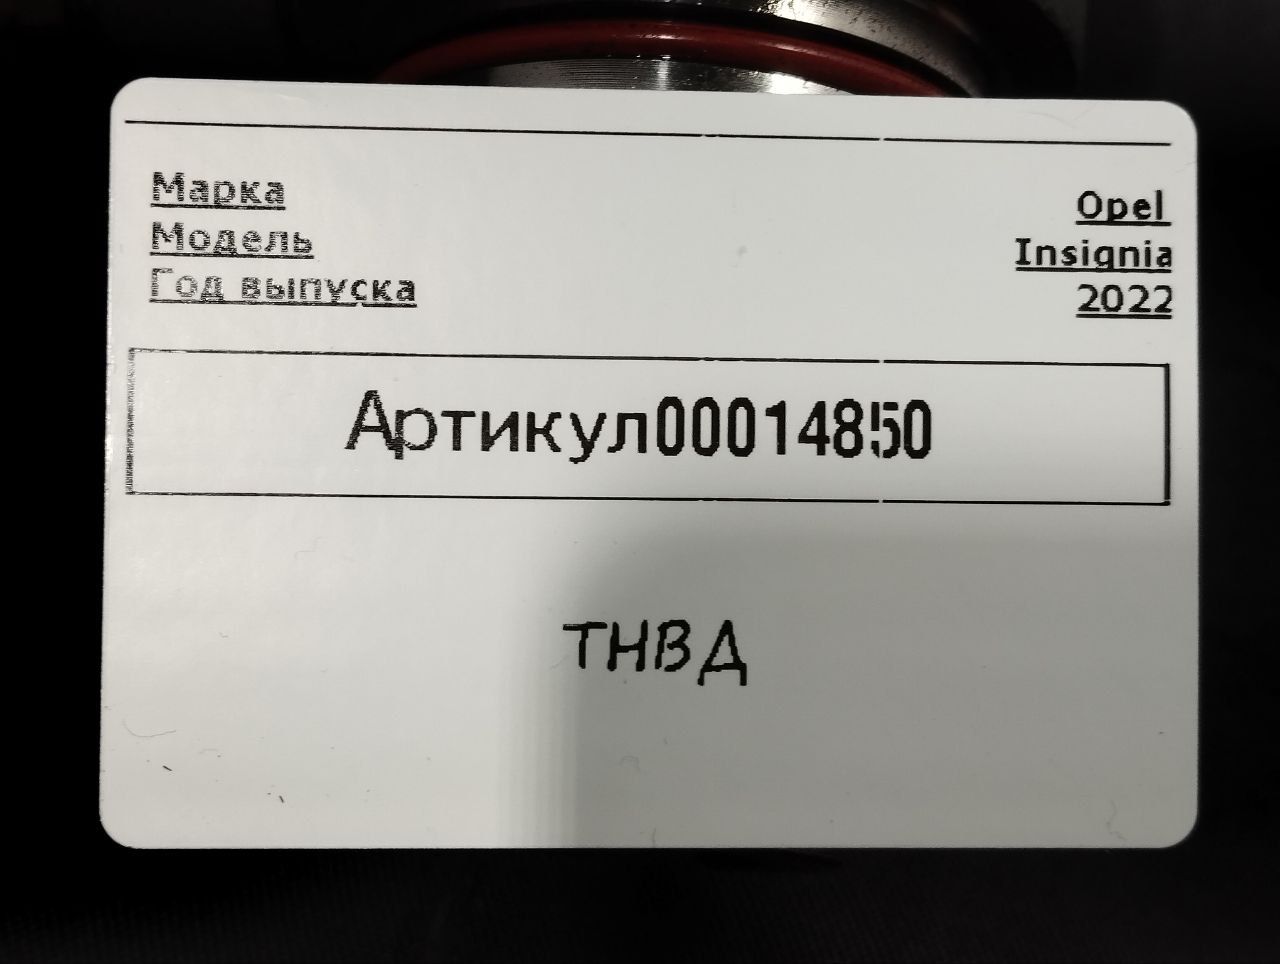 Марка Opel
Модель Insignia
Год выпуска 2022
Артикул00014850
ТНВД